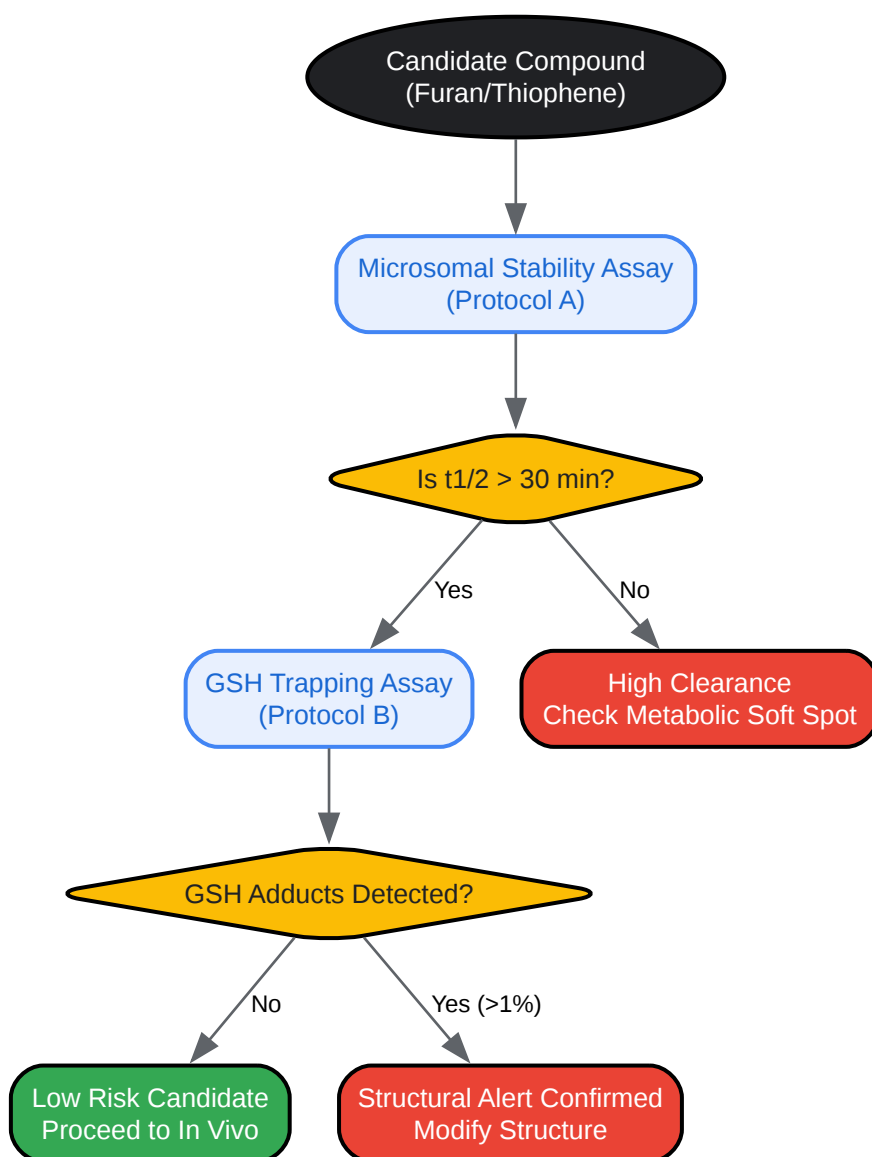 Candidate Compound
(Furan/Thiophene)
Microsomal Stability Assay
(Protocol A)
Is t1/2 > 30 min?
Yes
No
GSH Trapping Assay
(Protocol B)
High Clearance
Check Metabolic Soft Spot
GSH Adducts Detected?
No
Yes (>1%)
Low Risk Candidate
Proceed to In Vivo
Structural Alert Confirmed
Modify Structure